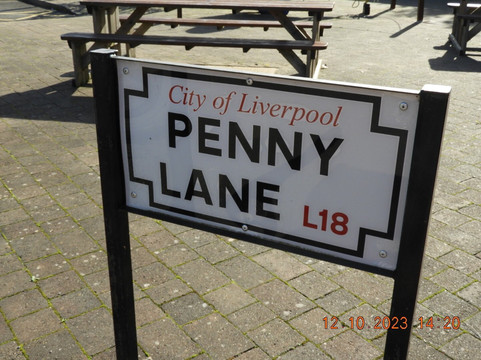 City of Liverpool
PENNY
LANE L18
12.10.2023 14:20